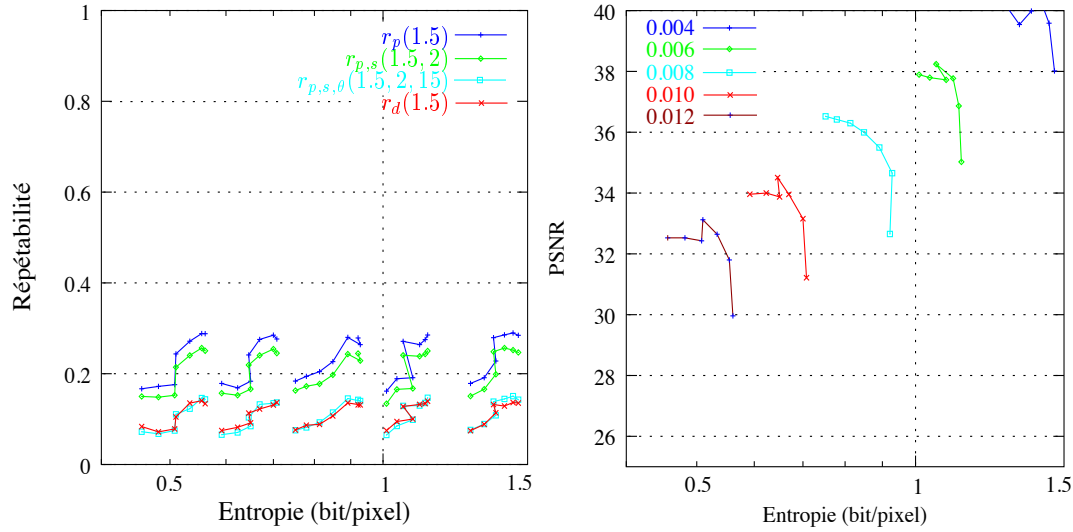 1
0.8
0.6
0.4
0.2
0
Répétabilité
r_p(1.5)
r_{p,s}(1.5, 2)
r_{p,s,θ}(1.5, 2, 15)
r_d(1.5)
0.5 1 1.5
Entropie (bit/pixel)
40
38
36
34
32
30
28
26
PSNR
0.004
0.006
0.008
0.010
0.012
0.5 1 1.5
Entropie (bit/pixel)